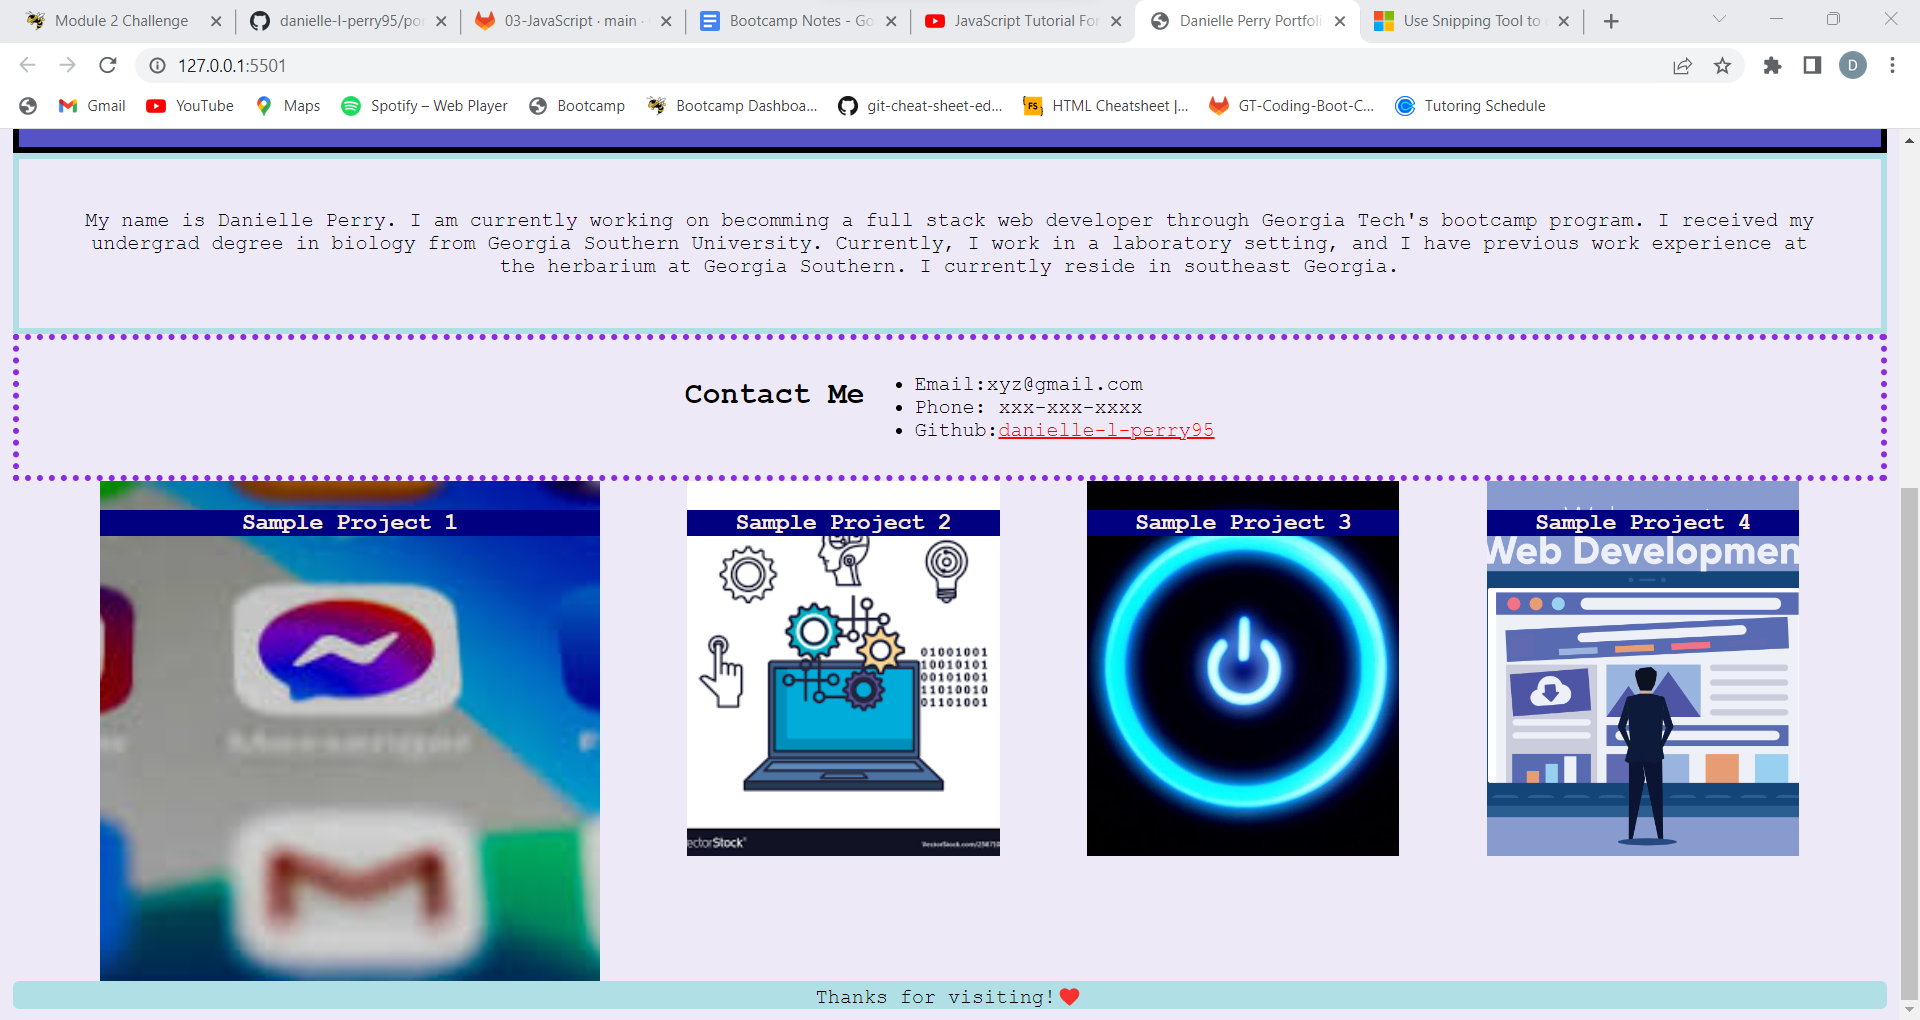 Module 2 Challenge
danielle-l-perry95/po
03-JavaScript · main ·
Bootcamp Notes - Go
JavaScript Tutorial Fo
Danielle Perry Portfoli
Use Snipping Tool to
127.0.0.1:5501
D
Gmail
YouTube
Maps
Spotify – Web Player
Bootcamp
Bootcamp Dashboa...
git-cheat-sheet-ed...
FS
HTML Cheatsheet |...
GT-Coding-Boot-C...
Tutoring Schedule
My name is Danielle Perry. I am currently working on becomming a full stack web developer through Georgia Tech's bootcamp program. I received my
undergrad degree in biology from Georgia Southern University. Currently, I work in a laboratory setting, and I have previous work experience at
the herbarium at Georgia Southern. I currently reside in southeast Georgia.
Contact Me
Email:xyz@gmail.com
Phone: xxx-xxx-xxxx
Github:danielle-l-perry95
Sample Project 1
Sample Project 2
Sample Project 3
Sample Project 4
Web Developmen
01001001
10010101
00101001
11010010
01101001
ectorStock
Thanks for visiting!❤️